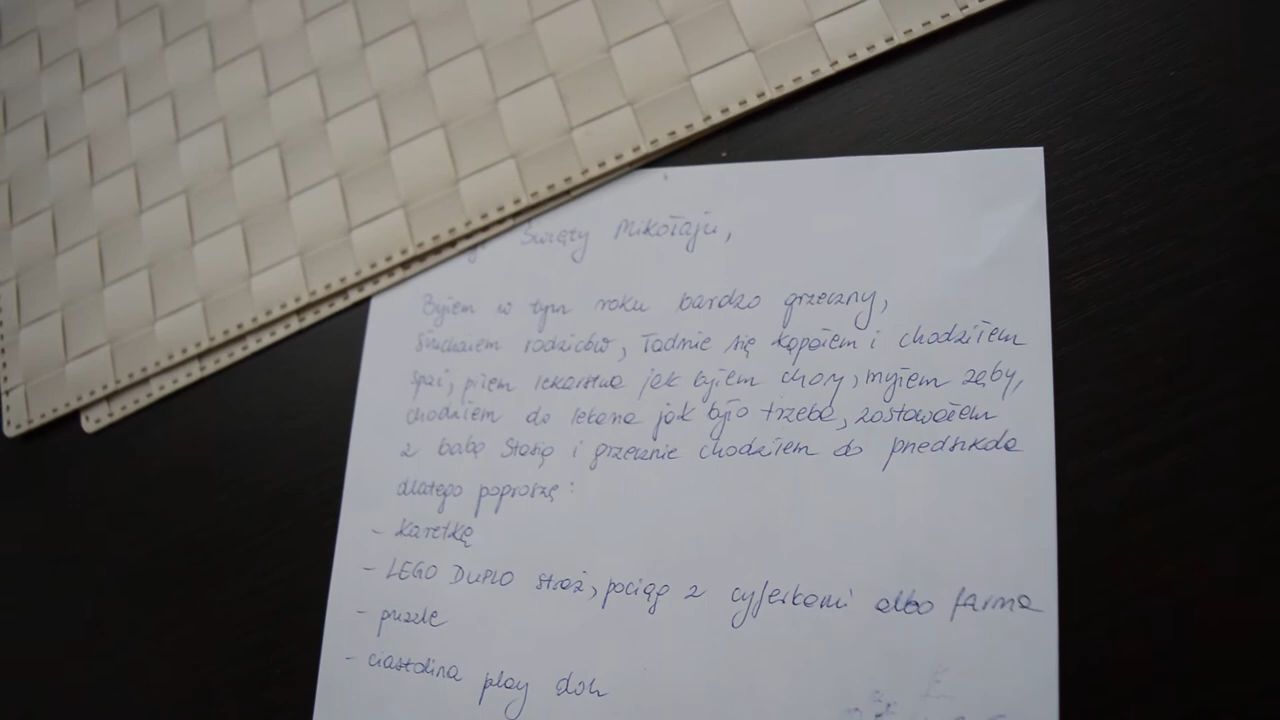 Święty Mikołaju,
Byłem w tym roku bardzo grzeczny,
słuchałem rodziców, ładnie się kąpałem i chodziłem
spać, piłem lekarstwa jak byłem chory, myłem zęby,
chodziłem do lekarza jak było trzeba, zostawałem
z babą Stasią i grzecznie chodziłem do przedszkola
dlatego poproszę:
- karetkę
- LEGO DUPLO straż, pociąg z cyferkami albo farma
- puzzle
- ciastolina play doh